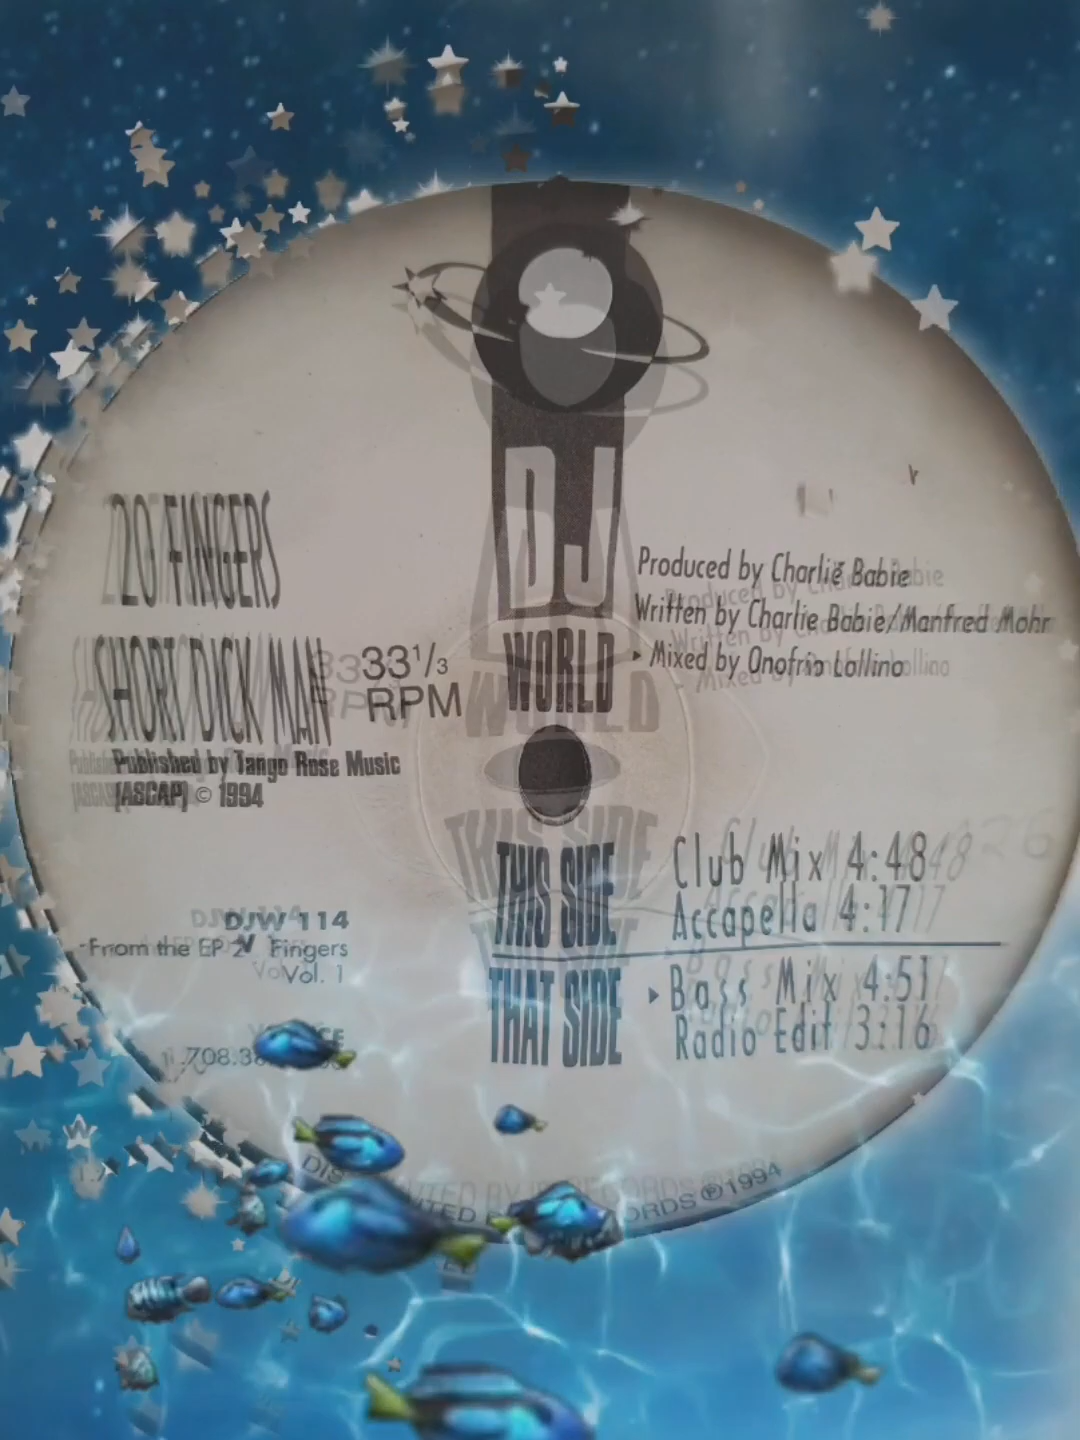 20 FINGERS
SHORT DICK MAN
33 1/3
RPM
Published by Tango Rose Music
(ASCAP) © 1994
DJ
WORLD
Produced by Charlie Babie
Written by Charlie Babie/Manfred Mohr
Mixed by Onofrio Lollino
THIS SIDE
Club Mix 4:48
Accapella 4:17
THAT SIDE
Bass Mix 4:51
Radio Edit 3:16
DJW 114
From the EP Fingers
Vol. 1
℗1994